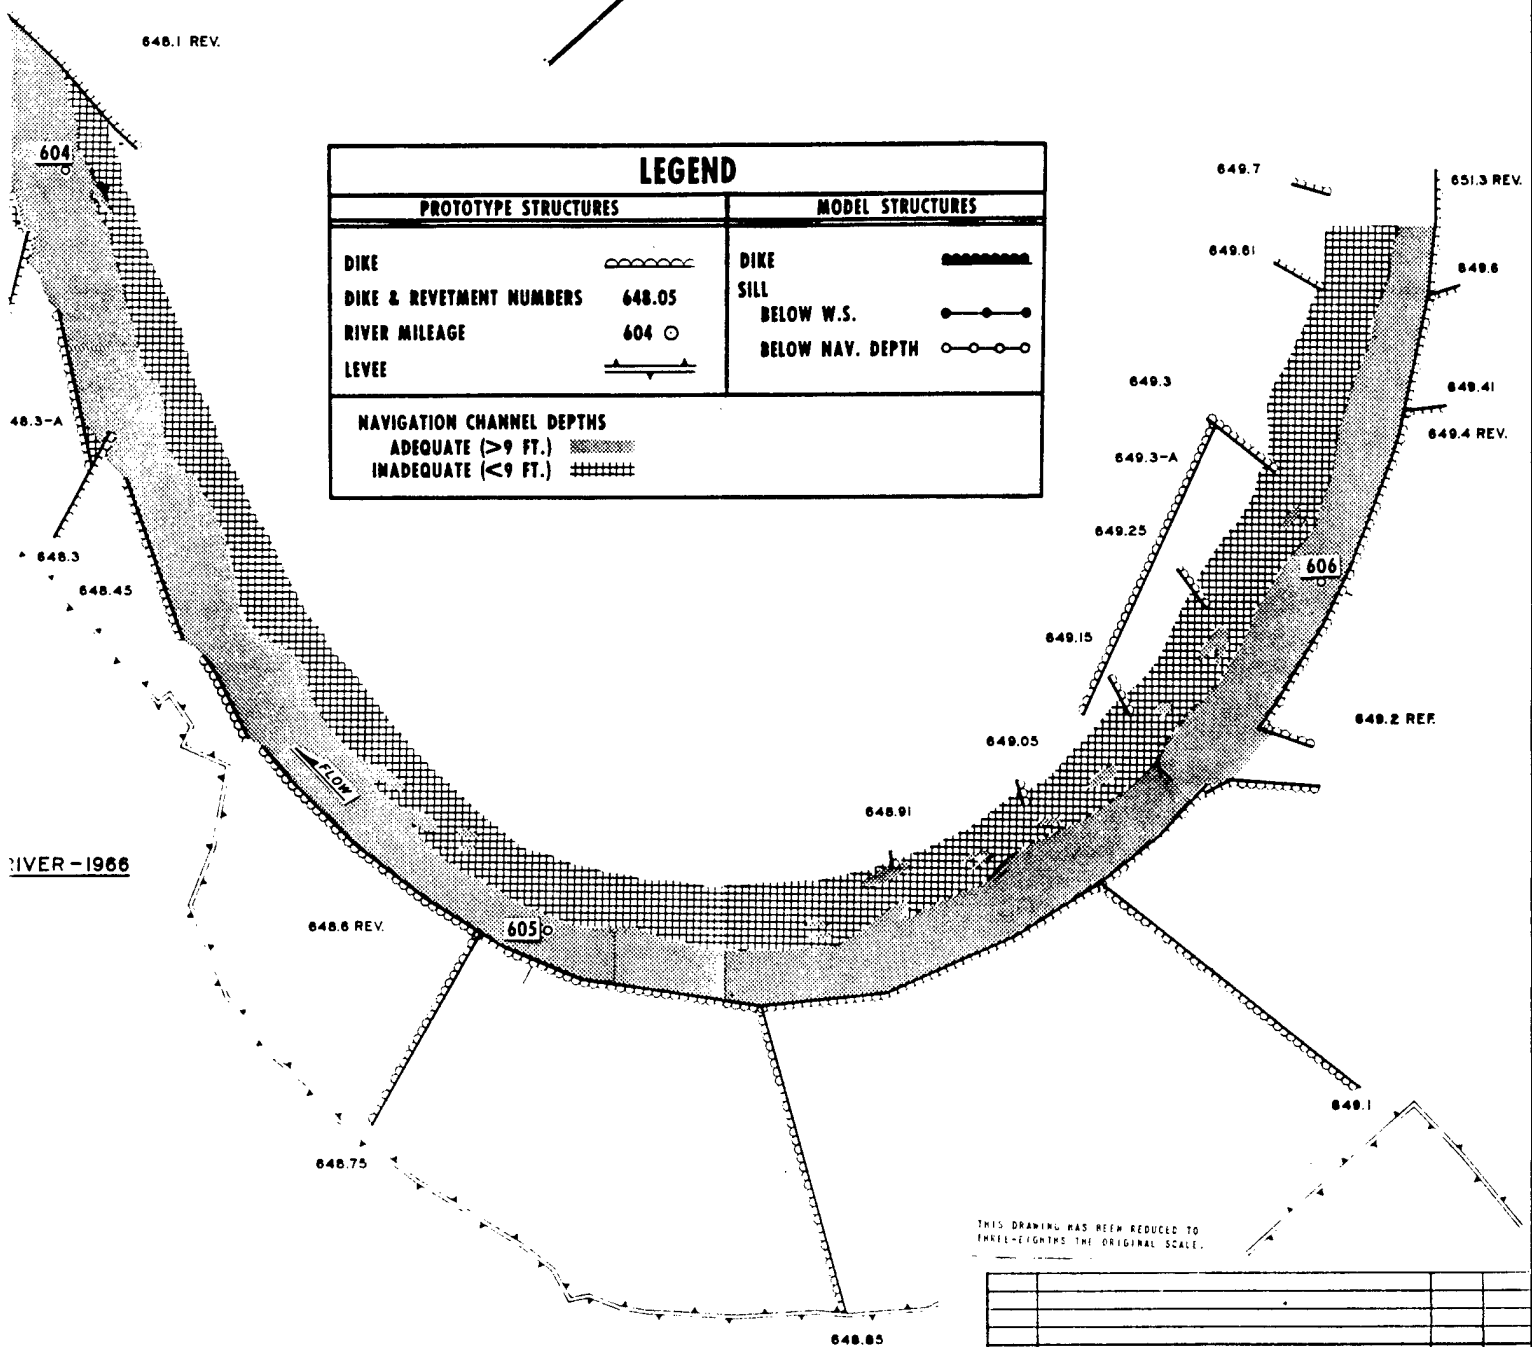 648.1 REV.
604
LEGEND
PROTOTYPE STRUCTURES
MODEL STRUCTURES
DIKE
DIKE & REVETMENT NUMBERS 648.05
RIVER MILEAGE 604
LEVEE
DIKE
SILL
BELOW W.S.
BELOW NAV. DEPTH
NAVIGATION CHANNEL DEPTHS
ADEQUATE (>9 FT.)
INADEQUATE (<9 FT.)
649.7
651.3 REV.
649.61
649.6
649.3
649.41
48.3-A
649.4 REV.
649.3-A
649.25
648.3
606
648.45
649.15
649.2 REF.
649.05
FLOW
648.91
IVER-1966
648.6 REV.
605
649.1
648.75
THIS DRAWING HAS BEEN REDUCED TO
THREE-EIGHTHS THE ORIGINAL SCALE.
648.85